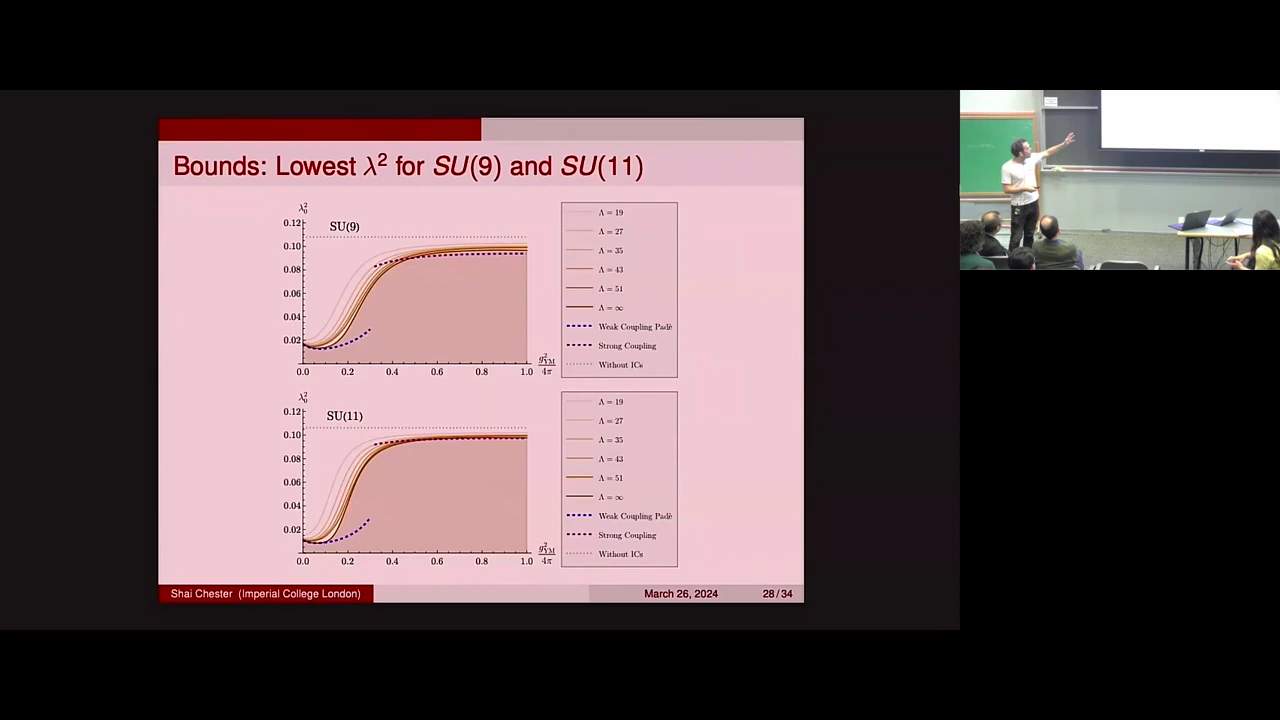 Bounds: Lowest λ² for SU(9) and SU(11)
λ₀²
0.12
0.10
0.08
0.06
0.04
0.02
SU(9)
0.0 0.2 0.4 0.6 0.8 1.0
g²YM/4π
Λ = 19
Λ = 27
Λ = 35
Λ = 43
Λ = 51
Λ = ∞
Weak Coupling Padè
Strong Coupling
Without ICs
λ₀²
0.12
0.10
0.08
0.06
0.04
0.02
SU(11)
0.0 0.2 0.4 0.6 0.8 1.0
g²YM/4π
Λ = 19
Λ = 27
Λ = 35
Λ = 43
Λ = 51
Λ = ∞
Weak Coupling Padè
Strong Coupling
Without ICs
Shai Chester (Imperial College London) March 26, 2024 28 / 34